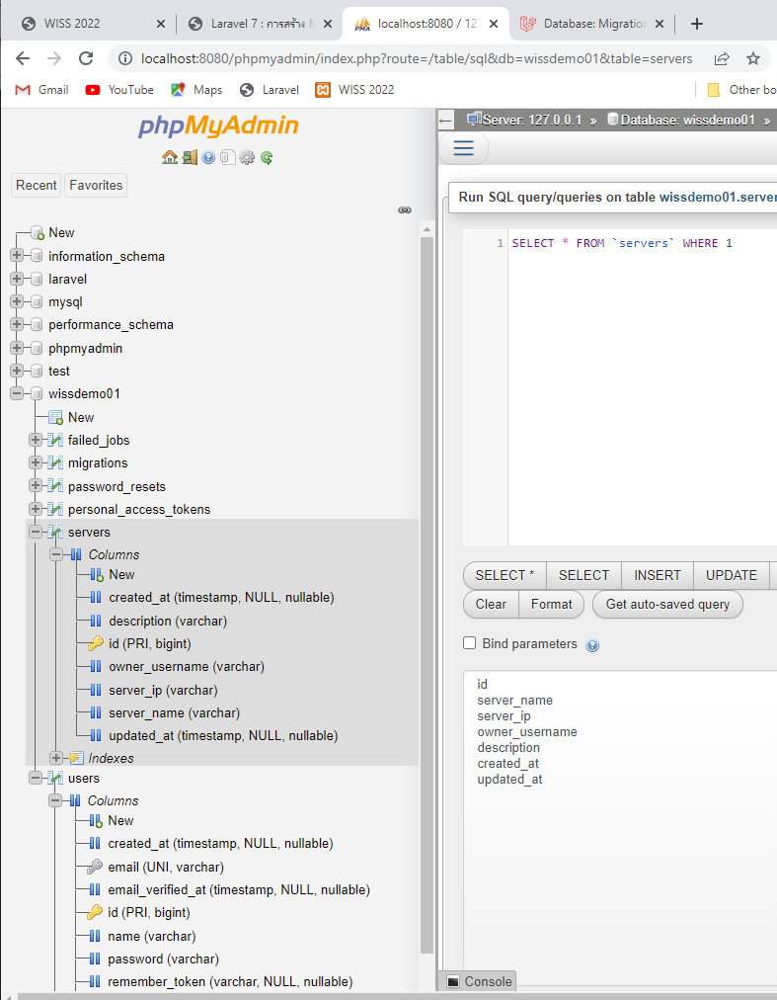 WISS 2022
Laravel 7 : การสร้าง
localhost:8080 / 127
Database: Migration
localhost:8080/phpmyadmin/index.php?route=/table/sql&db=wissdemo01&table=servers
Gmail
YouTube
Maps
Laravel
WISS 2022
Other bo
phpMyAdmin
Recent
Favorites
New
information_schema
laravel
mysql
performance_schema
phpmyadmin
test
wissdemo01
New
failed_jobs
migrations
password_resets
personal_access_tokens
servers
Columns
New
created_at (timestamp, NULL, nullable)
description (varchar)
id (PRI, bigint)
owner_username (varchar)
server_ip (varchar)
server_name (varchar)
updated_at (timestamp, NULL, nullable)
Indexes
users
Columns
New
created_at (timestamp, NULL, nullable)
email (UNI, varchar)
email_verified_at (timestamp, NULL, nullable)
id (PRI, bigint)
name (varchar)
password (varchar)
remember_token (varchar, NULL, nullable)
Server: 127.0.0.1 » Database: wissdemo01 »
Run SQL query/queries on table wissdemo01.server
1 SELECT * FROM `servers` WHERE 1
SELECT * SELECT INSERT UPDATE
Clear Format Get auto-saved query
Bind parameters
id
server_name
server_ip
owner_username
description
created_at
updated_at
Console